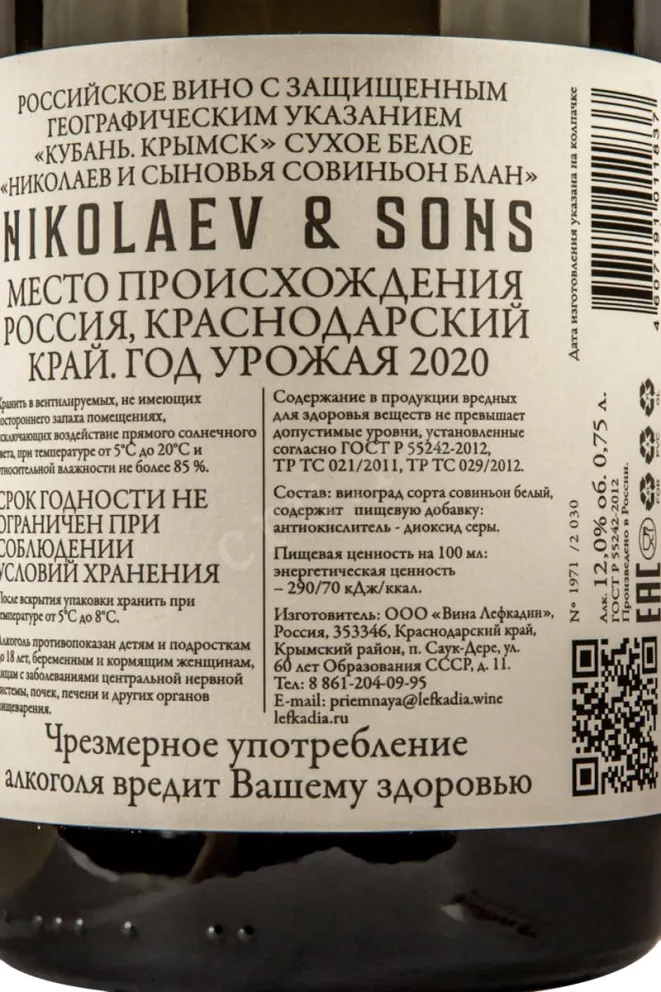 РОССИЙСКОЕ ВИНО С ЗАЩИЩЕННЫМ
ГЕОГРАФИЧЕСКИМ УКАЗАНИЕМ
«КУБАНЬ. КРЫМСК» СУХОЕ БЕЛОЕ
«НИКОЛАЕВ И СЫНОВЬЯ СОВИНЬОН БЛАН»
NIKOLAEV & SONS
МЕСТО ПРОИСХОЖДЕНИЯ
РОССИЯ, КРАСНОДАРСКИЙ
КРАЙ. ГОД УРОЖАЯ 2020
Хранить в вентилируемых, не имеющих
постороннего запаха помещениях,
исключающих воздействие прямого солнечного
света, при температуре от 5°C до 20°C и
относительной влажности не более 85 %.
СРОК ГОДНОСТИ НЕ
ОГРАНИЧЕН ПРИ
СОБЛЮДЕНИИ
УСЛОВИЙ ХРАНЕНИЯ
После вскрытия упаковки хранить при
температуре от 5°C до 8°C.
Алкоголь противопоказан детям и подросткам
до 18 лет, беременным и кормящим женщинам,
лицам с заболеваниями центральной нервной
системы, почек, печени и других органов
пищеварения.
Содержание в продукции вредных
для здоровья веществ не превышает
допустимые уровни, установленные
согласно ГОСТ Р 55242-2012,
ТР ТС 021/2011, ТР ТС 029/2012.
Состав: виноград сорта совиньон белый,
содержит пищевую добавку:
антиокислитель - диоксид серы.
Пищевая ценность на 100 мл:
энергетическая ценность
– 290/70 кДж/ккал.
Изготовитель: ООО «Вина Лефкадии»,
Россия, 353346, Краснодарский край,
Крымский район, п. Саук-Дере, ул.
60 лет Образования СССР, д. 11.
Тел: 8 861-204-09-95
E-mail: priemnaya@lefkadia.wine
lefkadia.ru
Чрезмерное употребление
алкоголя вредит Вашему здоровью
Дата изготовления указана на колпачке
4 607191 011837
№ 1971 /2 030
Алк. 12,0% об. 0,75 л.
ГОСТ Р 55242-2012
Произведено в России.
EAC